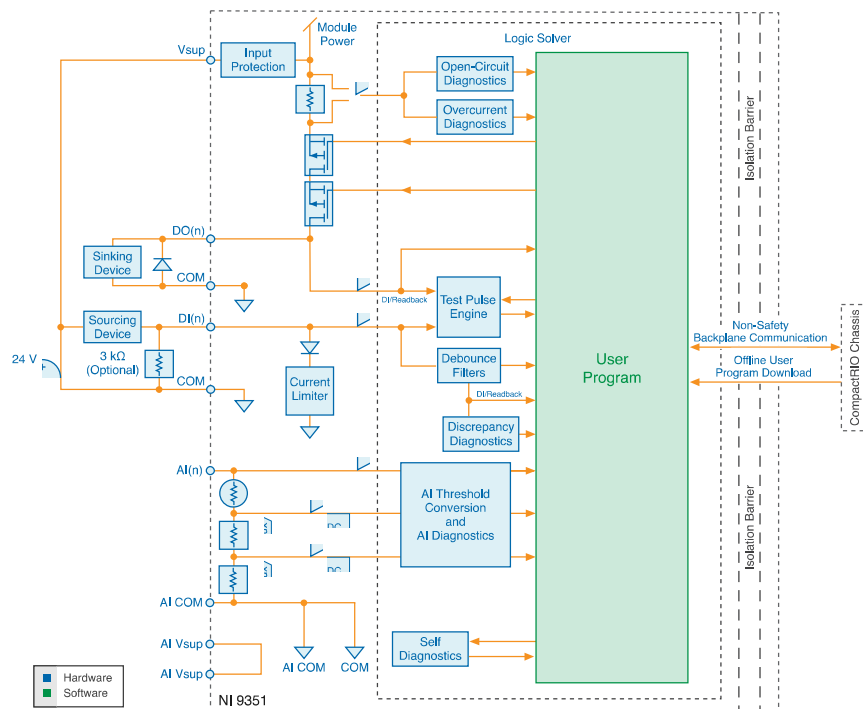 Module
Power
Vsup
Input
Protection
Logic Solver
Open-Circuit
Diagnostics
Overcurrent
Diagnostics
Isolation Barrier
DO(n)
Sinking
Device
COM
DI/Readback
Test Pulse
Engine
Sourcing
Device
DI(n)
3 kΩ
(Optional)
24 V
COM
Current
Limiter
Debounce
Filters
DI/Readback
Discrepancy
Diagnostics
User
Program
Non-Safety
Backplane Communication
Offline User
Program Download
CompactRIO Chassis
AI(n)
AI Threshold
Conversion
and
AI Diagnostics
Isolation Barrier
AI COM
AI Vsup
AI Vsup
AI COM
COM
Self
Diagnostics
Hardware
Software
NI 9351